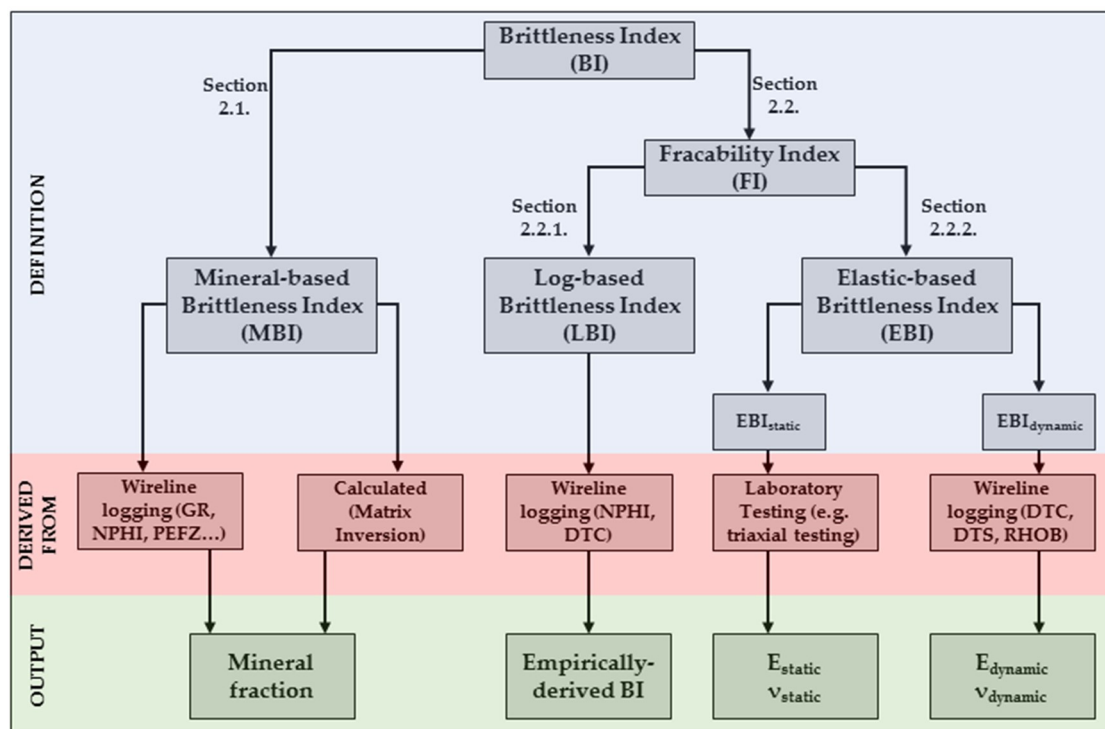 Brittleness Index
(BI)
Section
2.1.
Section
2.2.
Fracability Index
(FI)
Section
2.2.1.
Section
2.2.2.
DEFINITION
Mineral-based
Brittleness Index
(MBI)
Log-based
Brittleness Index
(LBI)
Elastic-based
Brittleness Index
(EBI)
EBIstatic
EBIdynamic
DERIVED
FROM
Wireline
logging (GR,
NPHI, PEFZ...)
Calculated
(Matrix
Inversion)
Wireline
logging (NPHI,
DTC)
Laboratory
Testing (e.g.
triaxial testing)
Wireline
logging (DTC,
DTS, RHOB)
OUTPUT
Mineral
fraction
Empirically-
derived BI
Estatic
νstatic
Edynamic
νdynamic